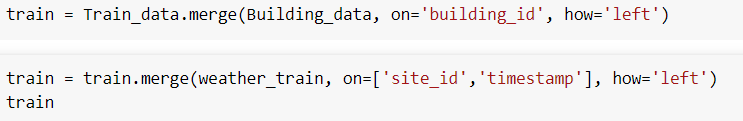 train = Train_data.merge(Building_data, on='building_id', how='left')
train = train.merge(weather_train, on=['site_id','timestamp'], how='left')
train